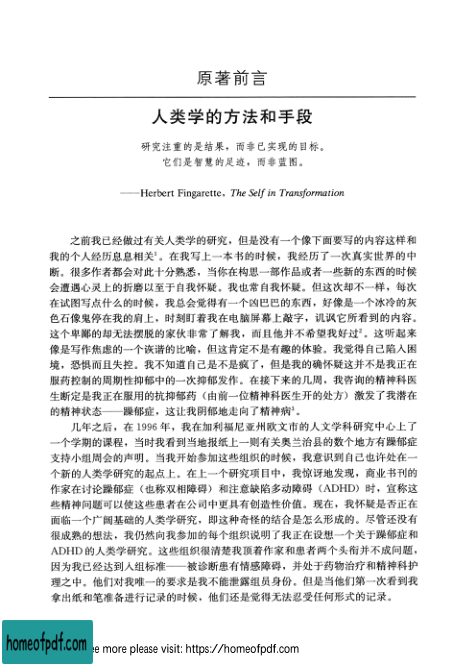 原著前言
人类学的方法和手段
研究注重的是结果，而非已实现的目标。
它们是智慧的足迹，而非蓝图。
——Herbert Fingarette，The Self in Transformation
之前我已经做过有关人类学的研究，但是没有一个像下面要写的内容这样和
我的个人经历息息相关¹。在我写上一本书的时候，我经历了一次真实世界的中
断。很多作者都会对此十分熟悉，当你在构思一部作品或者一些新的东西的时候
会遭遇心灵上的折磨以至于自我怀疑。我也常自我怀疑。但这次却不一样，每次
在试图写点什么的时候，我总会觉得有一个凶巴巴的东西，好像是一个冰冷的灰
色石像鬼停在我的肩上，时刻盯着我在电脑屏幕上敲字，讥讽它所看到的内容。
这个卑鄙的却无法摆脱的家伙非常了解我，而且他并不希望我好过²。这听起来
像是写作焦虑的一个诙谐的比喻，但这肯定不是有趣的体验。我觉得自己陷入困
境，恐惧而且失控。我不知道自己是不是疯了，但是我的确怀疑这并不是我正在
服药控制的周期性抑郁中的一次抑郁发作。在接下来的几周，我咨询的精神科医
生断定是我正在服用的抗抑郁药（由前一位精神科医生开的处方）激发了我潜在
的精神状态——躁郁症，这让我阴郁地走向了精神病³。
几年之后，在 1996 年，我在加利福尼亚州欧文市的人文学科研究中心上了
一个学期的课程，当时我看到当地报纸上一则有关奥兰治县的数个地方有躁郁症
支持小组周会的声明。当我开始参加这些组织的时候，我意识到自己也许处在一
个新的人类学研究的起点上。在上一个研究项目中，我惊讶地发现，商业书刊的
作家在讨论躁郁症（也称双相障碍）和注意缺陷多动障碍（ADHD）时，宣称这
些精神问题可以使这些患者在公司中更具有创造性价值。现在，我怀疑是否正在
面临一个广阔基础的人类学研究，即这种奇怪的结合是怎么形成的。尽管还没有
很成熟的想法，我仍然向我参加的每个组织说明了我正在设想一个关于躁郁症和
ADHD 的人类学研究。这些组织很清楚我顶着作家和患者两个头衔并不成问题，
因为我已经达到入组标准——被诊断患有情感障碍，并处于药物治疗和精神科护
理之中。他们对我唯一的要求是我不能泄露组员身份。但是当他们第一次看到我
拿出纸和笔准备进行记录的时候，他们还是觉得无法忍受任何形式的记录。
homeofpdf.com
ee more please visit: https://homeofpdf.com